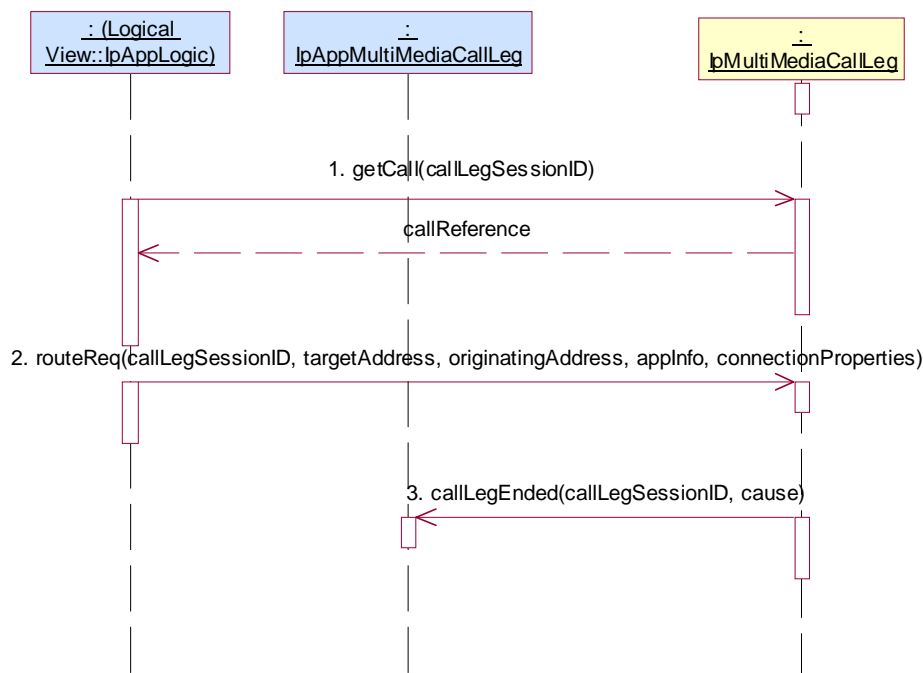 : (Logical
View::IpAppLogic)
:
IpAppMultiMediaCallLeg
:
IpMultiMediaCallLeg
1. getCall(callLegSessionID)
callReference
2. routeReq(callLegSessionID, targetAddress, originatingAddress, appInfo, connectionProperties)
3. callLegEnded(callLegSessionID, cause)